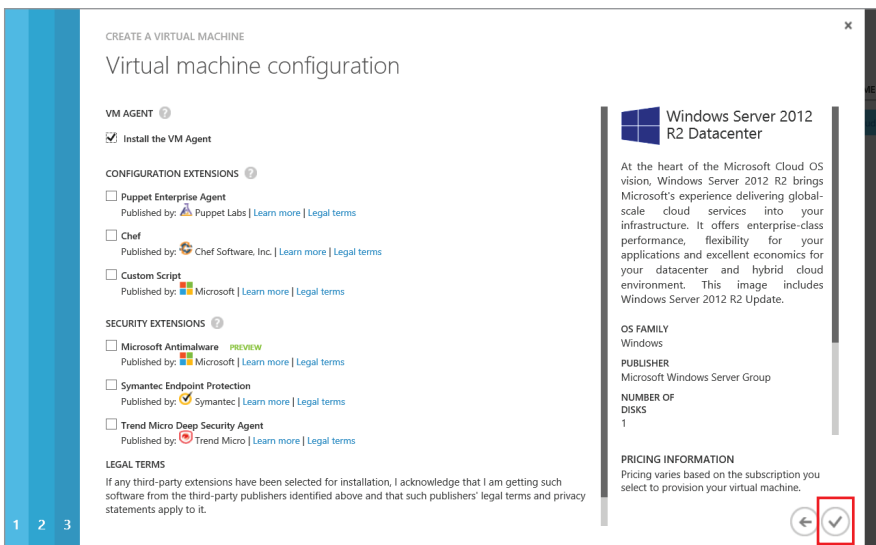 CREATE A VIRTUAL MACHINE
Virtual machine configuration
VM AGENT ?
Install the VM Agent
CONFIGURATION EXTENSIONS ?
Puppet Enterprise Agent
Published by: Puppet Labs | Learn more | Legal terms
Chef
Published by: Chef Software, Inc. | Learn more | Legal terms
Custom Script
Published by: Microsoft | Learn more | Legal terms
SECURITY EXTENSIONS ?
Microsoft Antimalware PREVIEW
Published by: Microsoft | Learn more | Legal terms
Symantec Endpoint Protection
Published by: Symantec | Learn more | Legal terms
Trend Micro Deep Security Agent
Published by: Trend Micro | Learn more | Legal terms
LEGAL TERMS
If any third-party extensions have been selected for installation, I acknowledge that I am getting such
software from the third-party publishers identified above and that such publishers' legal terms and privacy
statements apply to it.
Windows Server 2012
R2 Datacenter
At the heart of the Microsoft Cloud OS
vision, Windows Server 2012 R2 brings
Microsoft's experience delivering global-
scale cloud services into your
infrastructure. It offers enterprise-class
performance, flexibility for your
applications and excellent economics for
your datacenter and hybrid cloud
environment. This image includes
Windows Server 2012 R2 Update.
OS FAMILY
Windows
PUBLISHER
Microsoft Windows Server Group
NUMBER OF
DISKS
1
PRICING INFORMATION
Pricing varies based on the subscription you
select to provision your virtual machine.
1 2 3